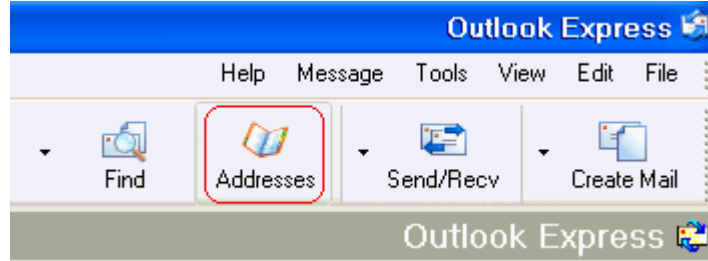 Outlook Express
Help Message Tools View Edit File
Find Addresses Send/Recv Create Mail
Outlook Express